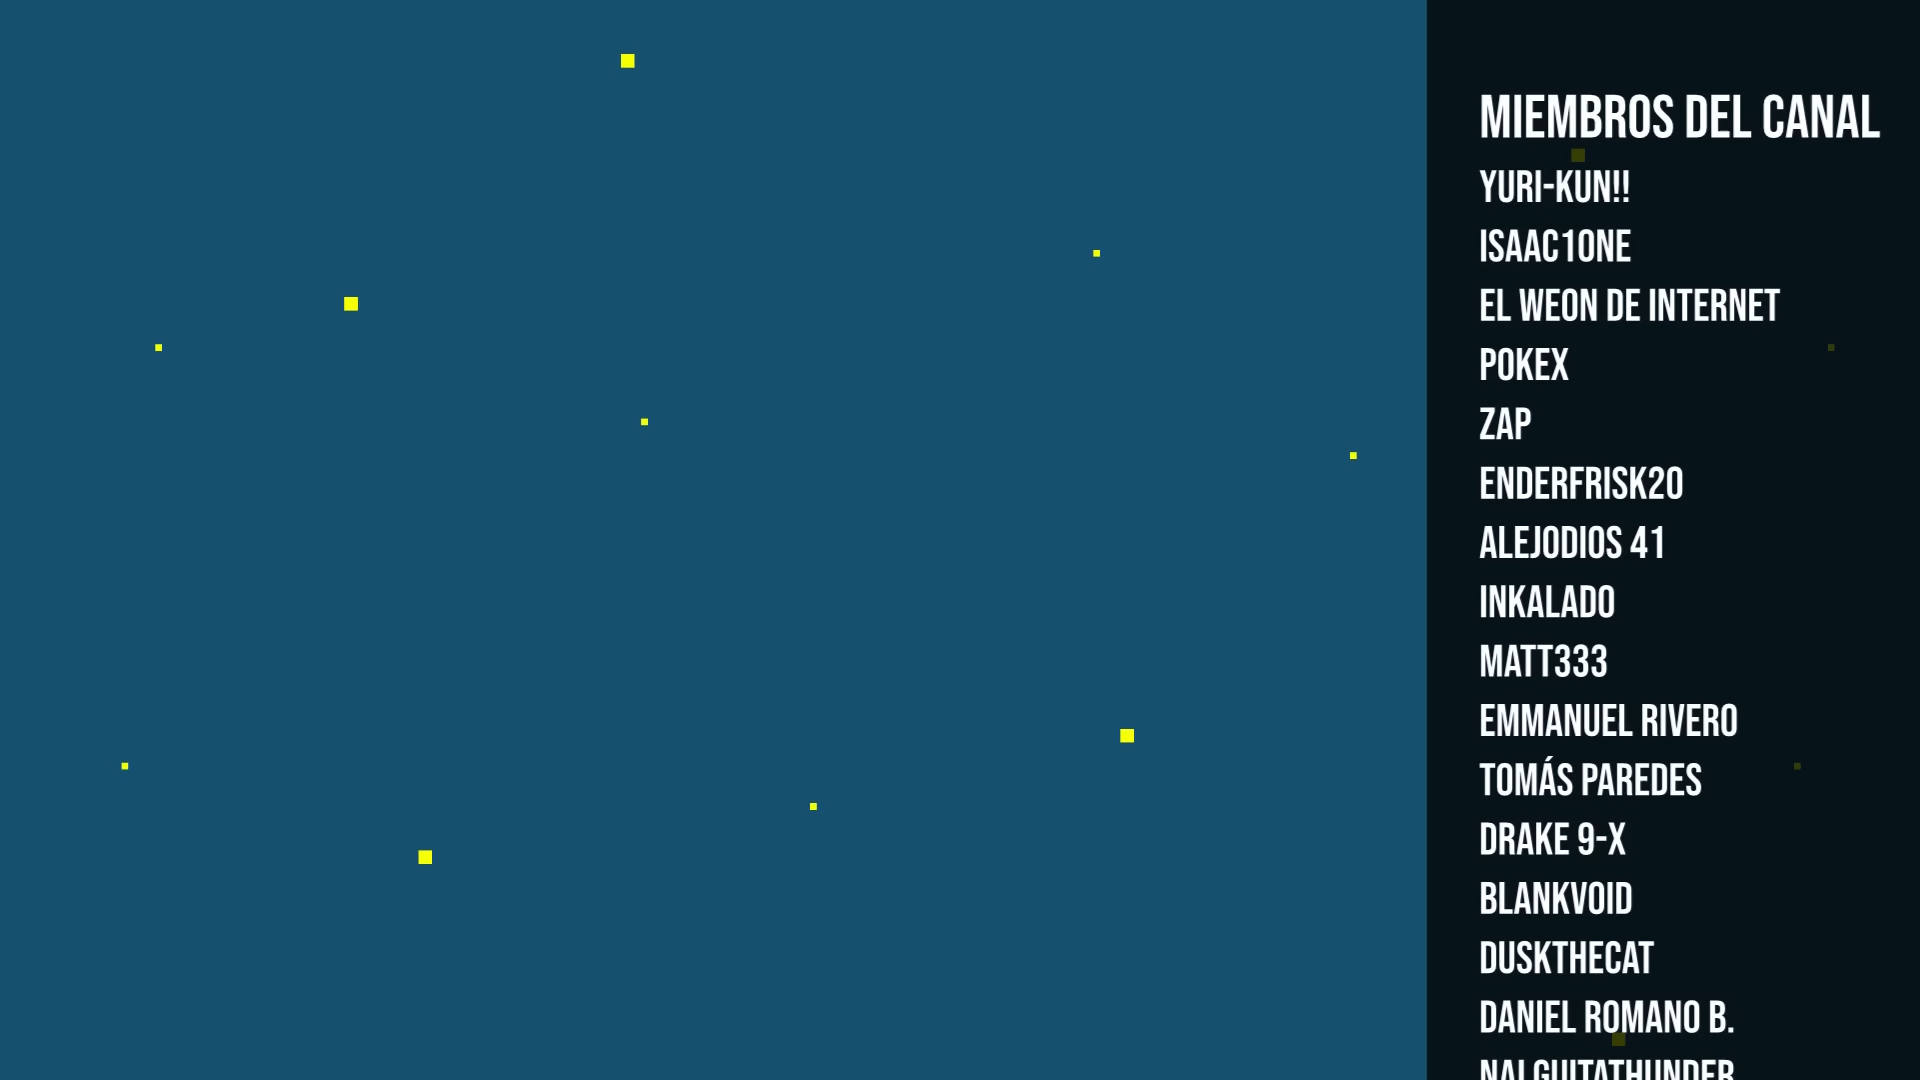 MIEMBROS DEL CANAL
YURI-KUN!!
ISAAC1ONE
EL WEON DE INTERNET
POKEX
ZAP
ENDERFRISK20
ALEJODIOS 41
INKALADO
MATT333
EMMANUEL RIVERO
TOMÁS PAREDES
DRAKE 9-X
BLANKVOID
DUSKTHECAT
DANIEL ROMANO B.
NALGUITATHUNDER